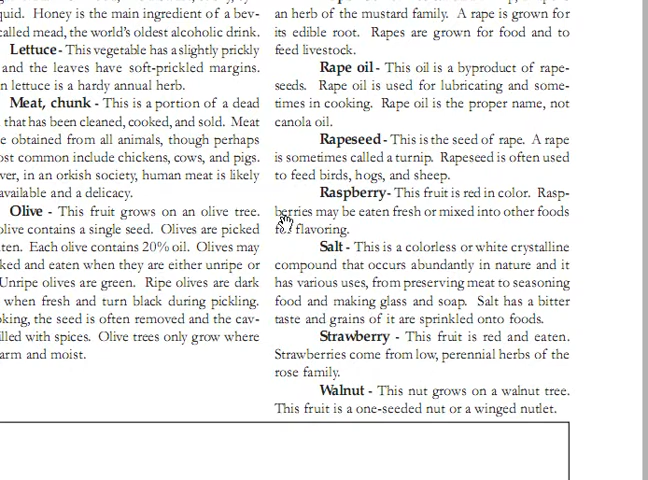 quid. Honey is the main ingredient of a bev-
called mead, the world's oldest alcoholic drink.
Lettuce - This vegetable has a slightly prickly
and the leaves have soft-prickled margins.
n lettuce is a hardy annual herb.
Meat, chunk - This is a portion of a dead
that has been cleaned, cooked, and sold. Meat
e obtained from all animals, though perhaps
ost common include chickens, cows, and pigs.
ver, in an orkish society, human meat is likely
available and a delicacy.
Olive - This fruit grows on an olive tree.
olive contains a single seed. Olives are picked
ten. Each olive contains 20% oil. Olives may
ked and eaten when they are either unripe or
Unripe olives are green. Ripe olives are dark
when fresh and turn black during pickling.
king, the seed is often removed and the cav-
illed with spices. Olive trees only grow where
arm and moist.
an herb of the mustard family. A rape is grown for
its edible root. Rapes are grown for food and to
feed livestock.
Rape oil - This oil is a byproduct of rape-
seeds. Rape oil is used for lubricating and some-
times in cooking. Rape oil is the proper name, not
canola oil.
Rapeseed - This is the seed of rape. A rape
is sometimes called a turnip. Rapeseed is often used
to feed birds, hogs, and sheep.
Raspberry- This fruit is red in color. Rasp-
berries may be eaten fresh or mixed into other foods
for flavoring.
Salt - This is a colorless or white crystalline
compound that occurs abundantly in nature and it
has various uses, from preserving meat to seasoning
food and making glass and soap. Salt has a bitter
taste and grains of it are sprinkled onto foods.
Strawberry - This fruit is red and eaten.
Strawberries come from low, perennial herbs of the
rose family.
Walnut - This nut grows on a walnut tree.
This fruit is a one-seeded nut or a winged nutlet.